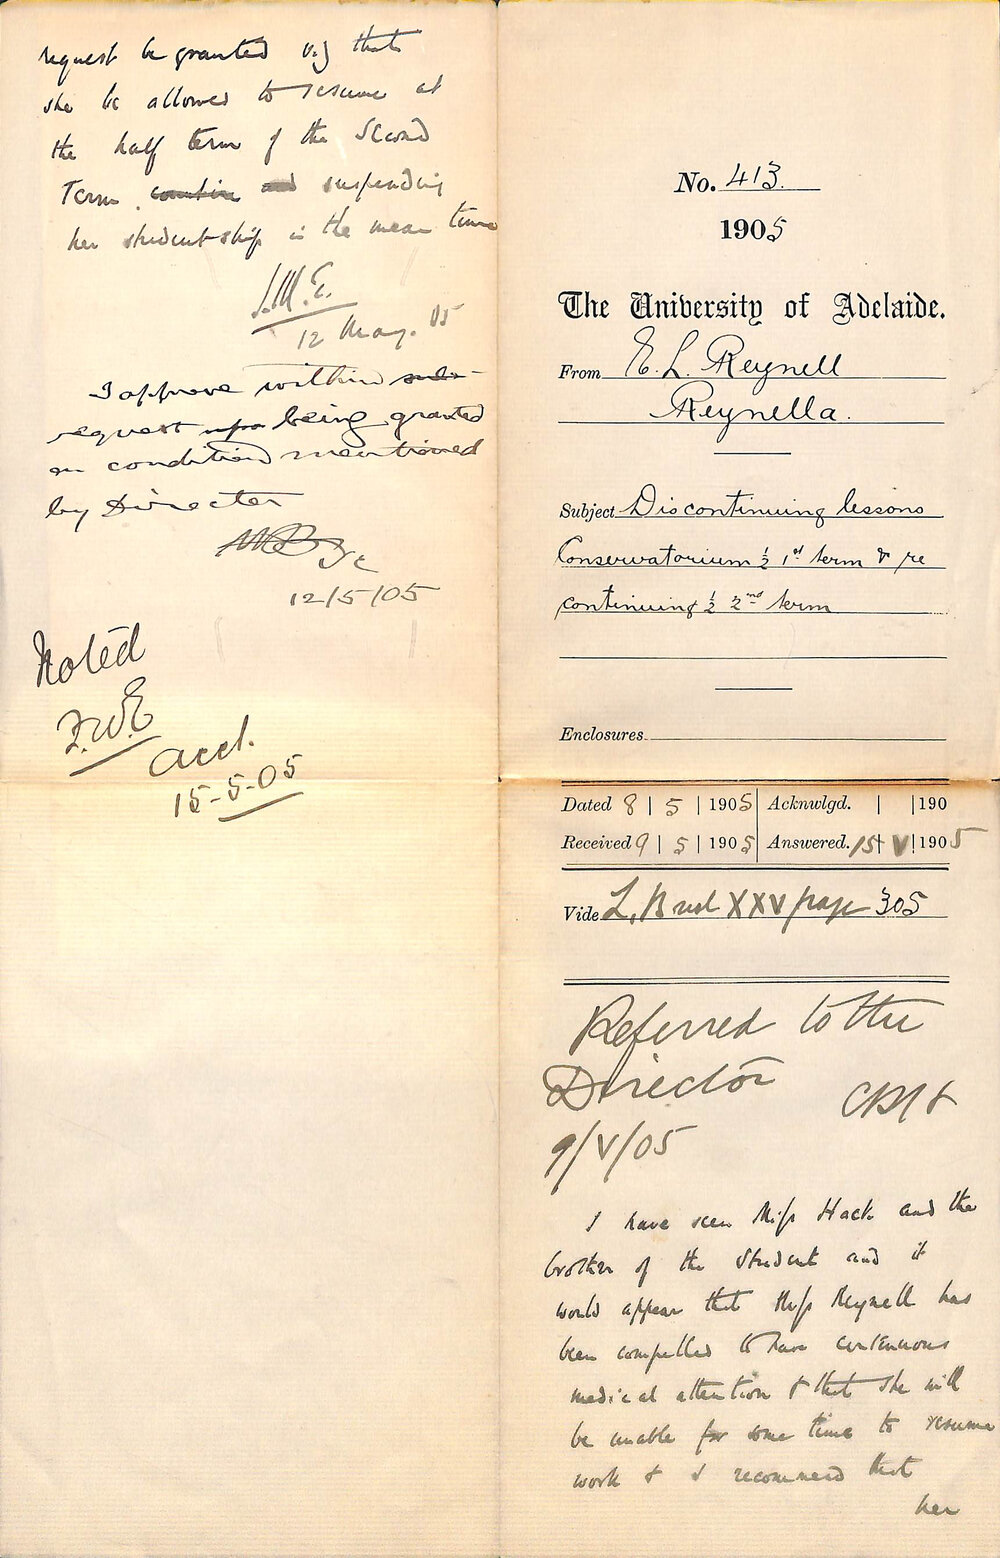 No. 413.
1905
The University of Adelaide.
From E. L. Reynell
Reynella.
Subject Discontinuing lessons
Conservatorium ½ 1st term & re
continuing ½ 2nd term
Enclosures
Dated 8 | 5 | 1905 Acknwlgd. | | 190
Received 9 | 5 | 1905 Answered. 15 | V | 1905
Vide L. Book XXV page 305
Referred to the
Director
9/V/05
I have seen Miss Hack and the
brother of the Student and it
would appear that Miss Reynell has
been compelled to have continuous
medical attention & that she will
be unable for some time to resume
work & I recommend that
her
request be granted viz that
she be allowed to resume at
the half term of the Second
Term and suspending
her studentship in the mean time
J.M.E.
12 May. 05
I approve within
request being granted
on condition mentioned
by Director
12/5/05
Noted
F.W.E
acct.
15-5-05